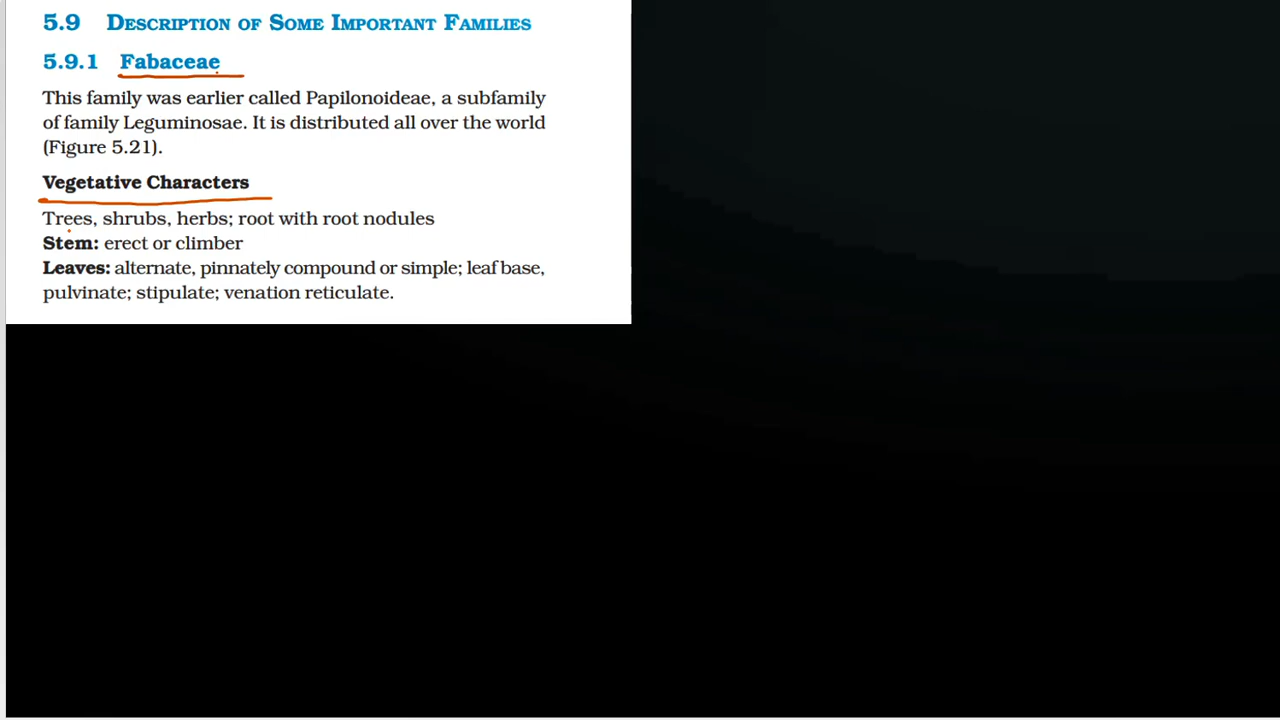 5.9 Description of Some Important Families
5.9.1 Fabaceae
This family was earlier called Papilonoideae, a subfamily
of family Leguminosae. It is distributed all over the world
(Figure 5.21).
Vegetative Characters
Trees, shrubs, herbs; root with root nodules
Stem: erect or climber
Leaves: alternate, pinnately compound or simple; leaf base,
pulvinate; stipulate; venation reticulate.